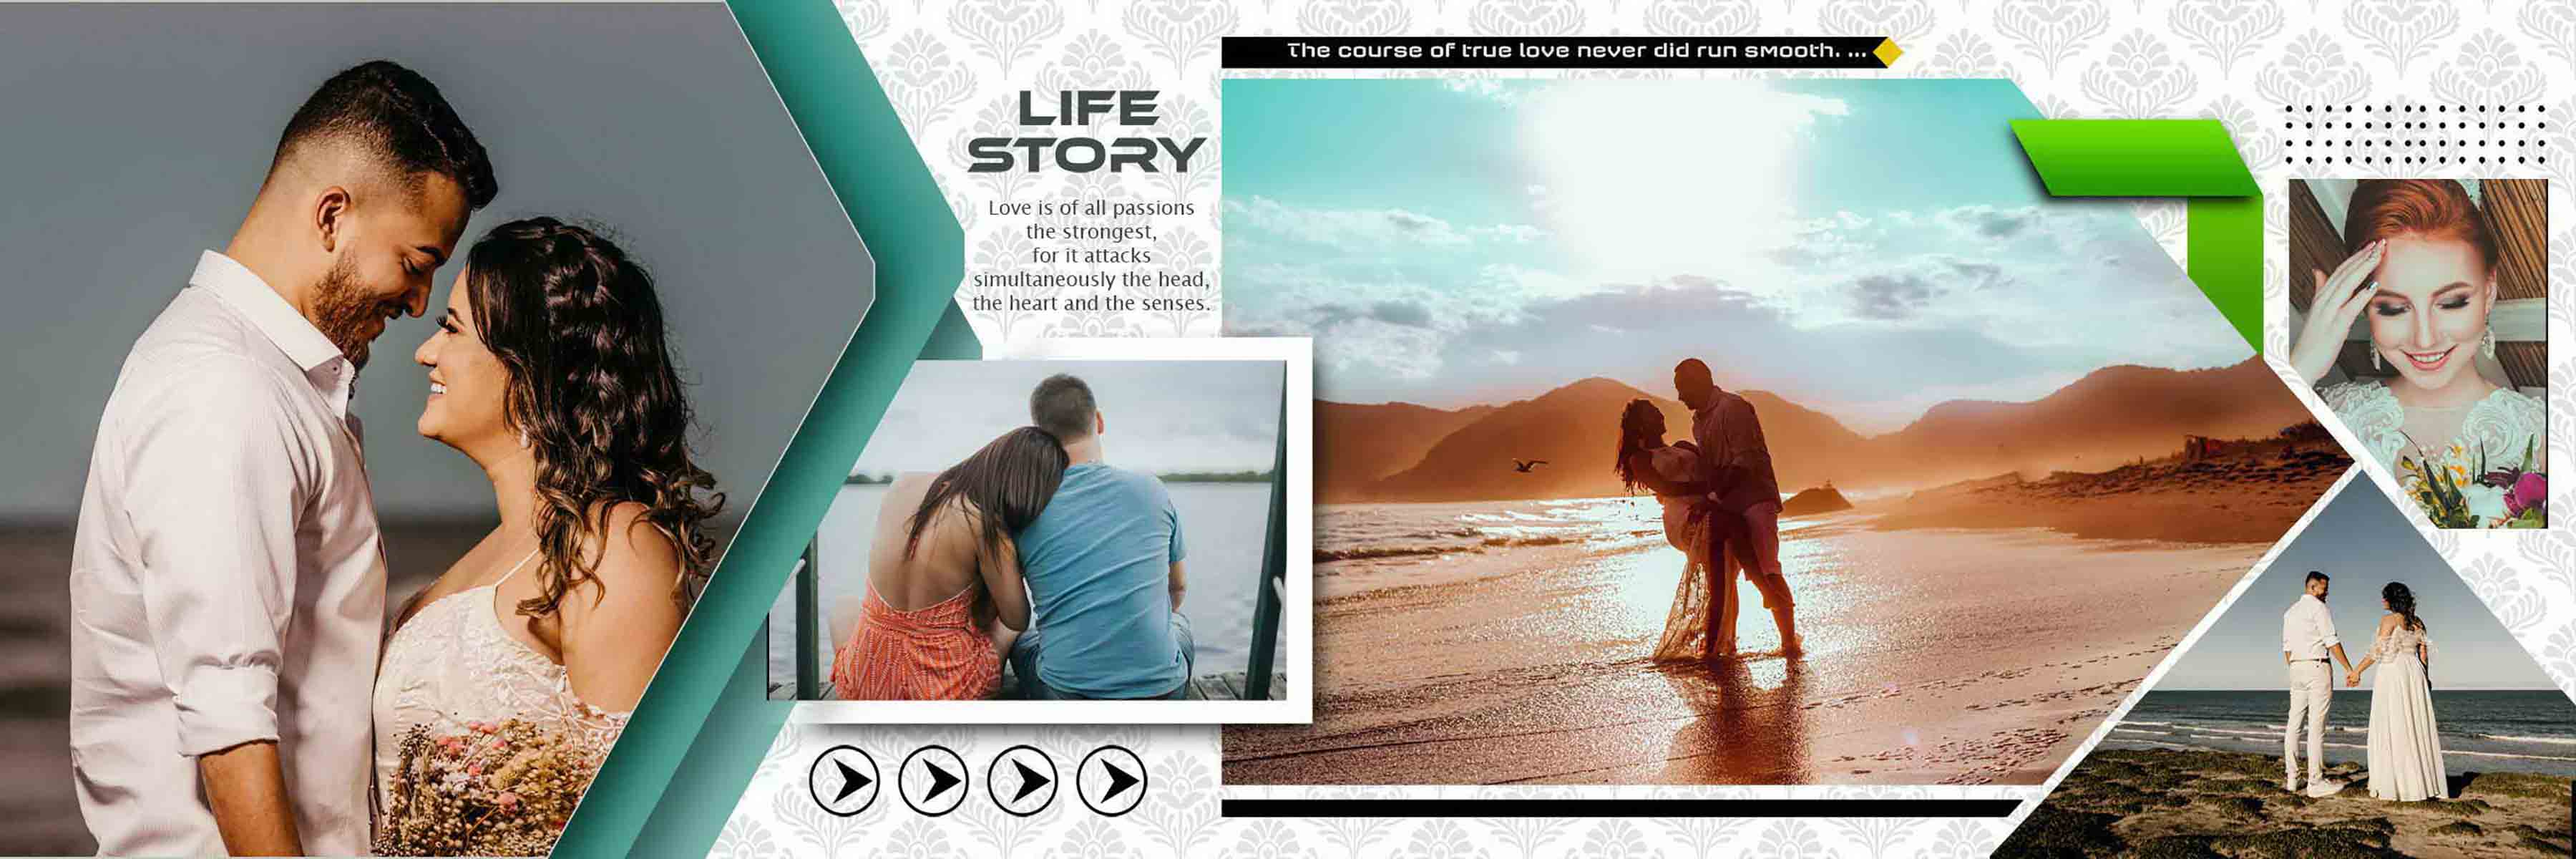 The course of true love never did run smooth. ...
LIFE
STORY
Love is of all passions
the strongest,
for it attacks
simultaneously the head,
the heart and the senses.